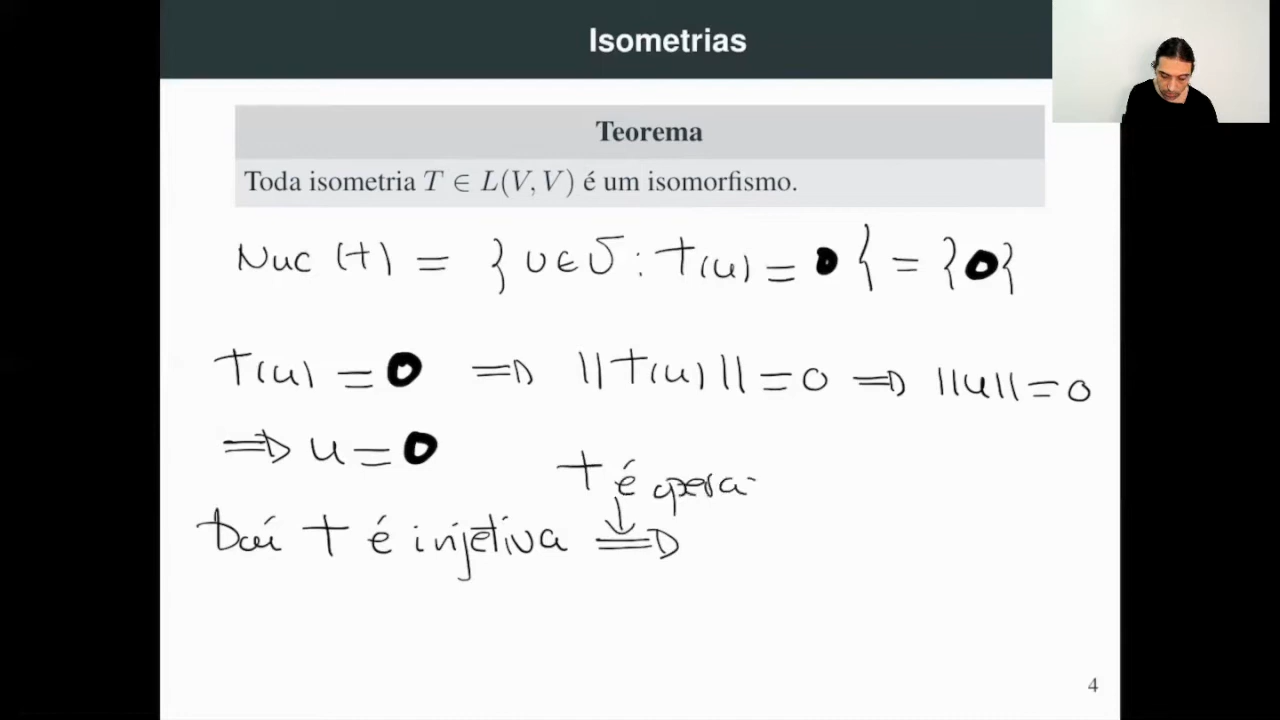 Isometrias
Teorema
Toda isometria T ∈ L(V, V) é um isomorfismo.
Nuc (T) = {u ∈ V : T(u) = 0} = {0}
T(u) = 0 ⇒ ||T(u)|| = 0 ⇒ ||u|| = 0
⇒ u = 0
T é opera
Daí T é injetiva ⇒
4